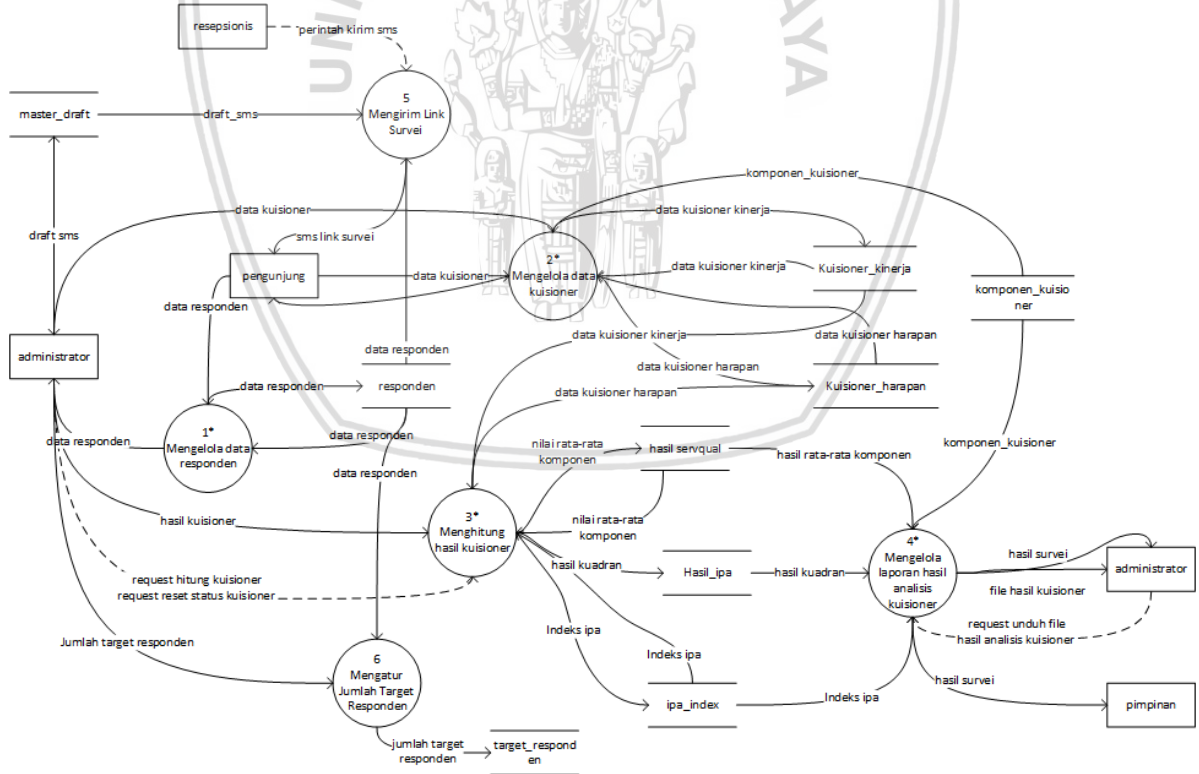 resepsionis
perintah kirim sms
UNI
AYA
master_draft
draft_sms
5
Mengirim Link
Survei
komponen_kuisioner
data kuisioner
data kuisioner kinerja
draft sms
sms link survei
2*
Mengelola data
kuisioner
pengunjung
data kuisioner
data kuisioner kinerja
Kuisioner_kinerja
komponen_kuisio
ner
data responden
data kuisioner kinerja
data kuisioner harapan
administrator
data responden
data kuisioner harapan
data responden
responden
data kuisioner harapan
Kuisioner_harapan
1*
Mengelola data
responden
data responden
data responden
data responden
nilai rata-rata
komponen
hasil servqual
hasil rata-rata komponen
komponen_kuisioner
hasil kuisioner
3*
Menghitung
hasil kuisioner
nilai rata-rata
komponen
4*
Mengelola
laporan hasil
analisis
kuisioner
hasil survei
administrator
file hasil kuisioner
hasil kuadran
Hasil_ipa
hasil kuadran
request hitung kuisioner
request reset status kuisioner
request unduh file
hasil analisis kuisioner
Jumlah target responden
Indeks ipa
Indeks ipa
6
Mengatur
Jumlah Target
Responden
ipa_index
Indeks ipa
hasil survei
pimpinan
jumlah target
responden
target_respond
en